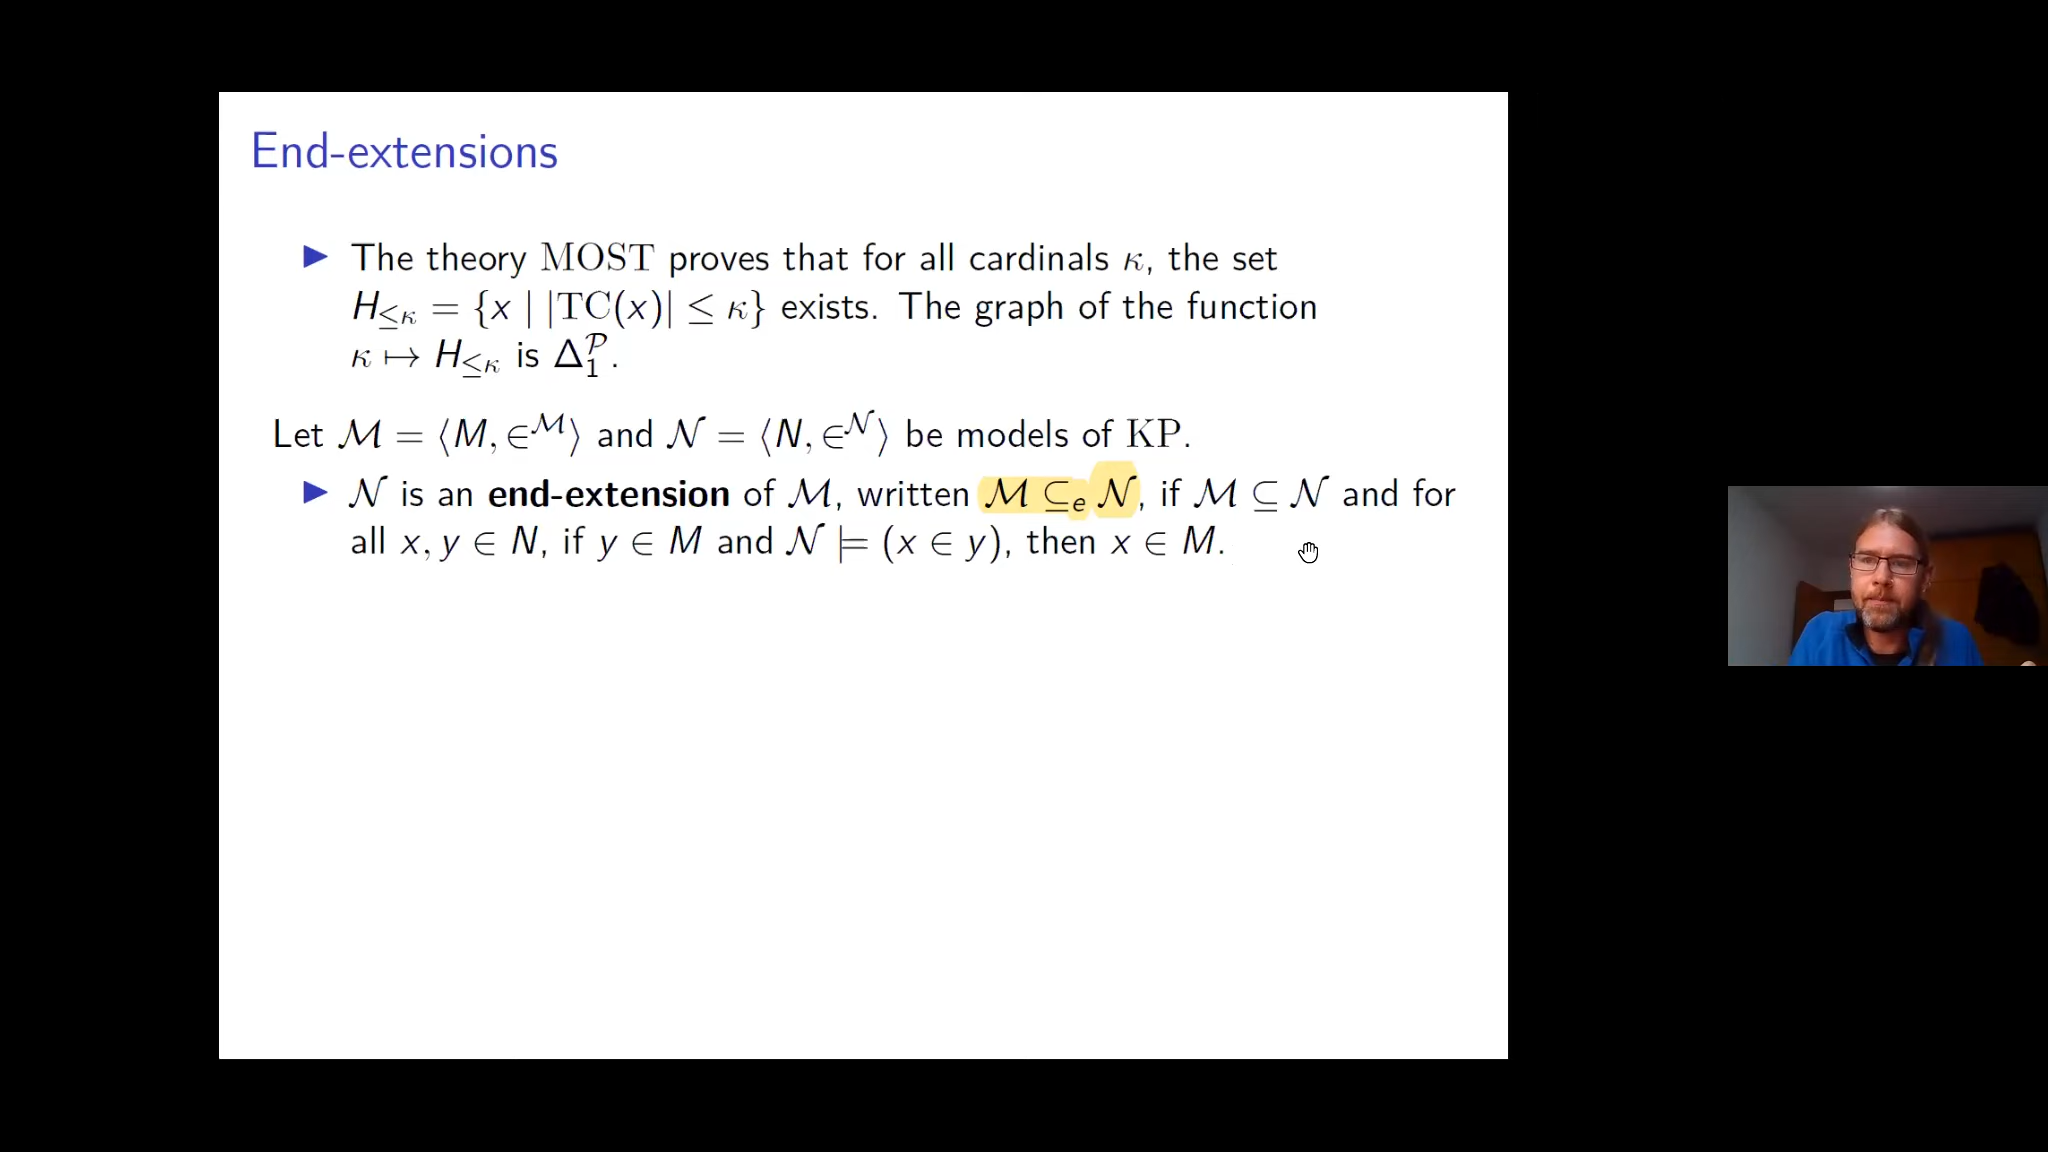 End-extensions
▶ The theory MOST proves that for all cardinals κ, the set
H≤κ = {x | |TC(x)| ≤ κ} exists. The graph of the function
κ ↦ H≤κ is Δ₁^𝒫.
Let ℳ = ⟨M, ∈^ℳ⟩ and 𝒩 = ⟨N, ∈^𝒩⟩ be models of KP.
▶ 𝒩 is an end-extension of ℳ, written ℳ ⊆ₑ 𝒩, if ℳ ⊆ 𝒩 and for
all x, y ∈ N, if y ∈ M and 𝒩 ⊨ (x ∈ y), then x ∈ M.